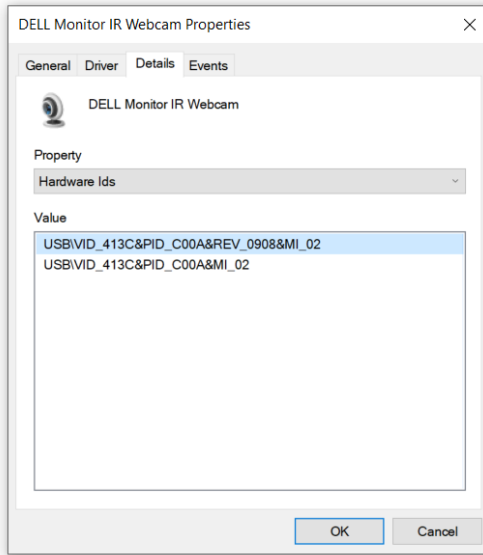 DELL Monitor IR Webcam Properties
General Driver Details Events
DELL Monitor IR Webcam
Property
Hardware Ids
Value
USB\VID_413C&PID_C00A&REV_0908&MI_02
USB\VID_413C&PID_C00A&MI_02
OK Cancel